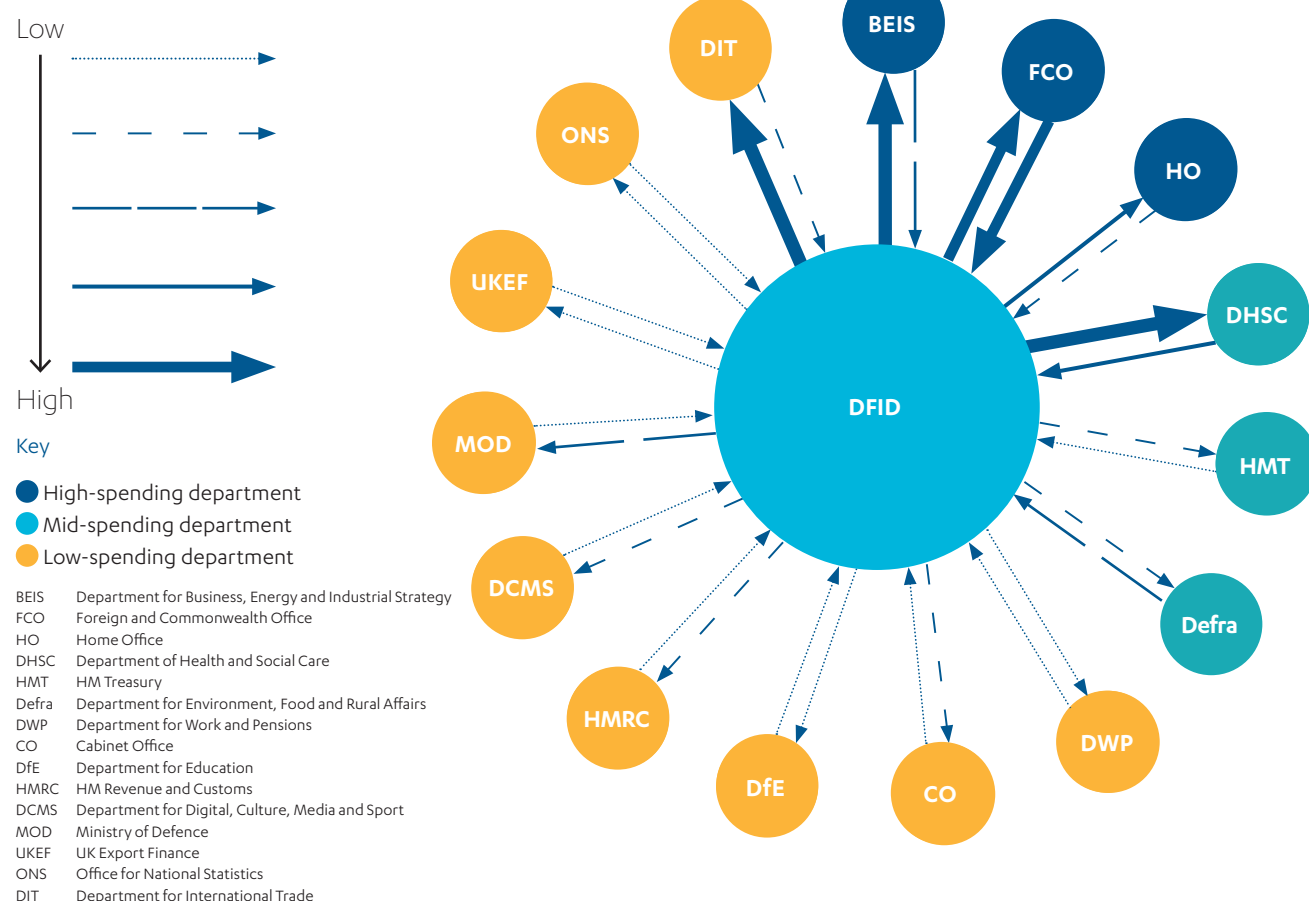 Low
High
Key
High-spending department
Mid-spending department
Low-spending department
BEIS Department for Business, Energy and Industrial Strategy
FCO Foreign and Commonwealth Office
HO Home Office
DHSC Department of Health and Social Care
HMT HM Treasury
Defra Department for Environment, Food and Rural Affairs
DWP Department for Work and Pensions
CO Cabinet Office
DfE Department for Education
HMRC HM Revenue and Customs
DCMS Department for Digital, Culture, Media and Sport
MOD Ministry of Defence
UKEF UK Export Finance
ONS Office for National Statistics
DIT Department for International Trade
BEIS
FCO
HO
DHSC
HMT
Defra
DWP
CO
DfE
HMRC
DCMS
MOD
UKEF
ONS
DIT
DFID